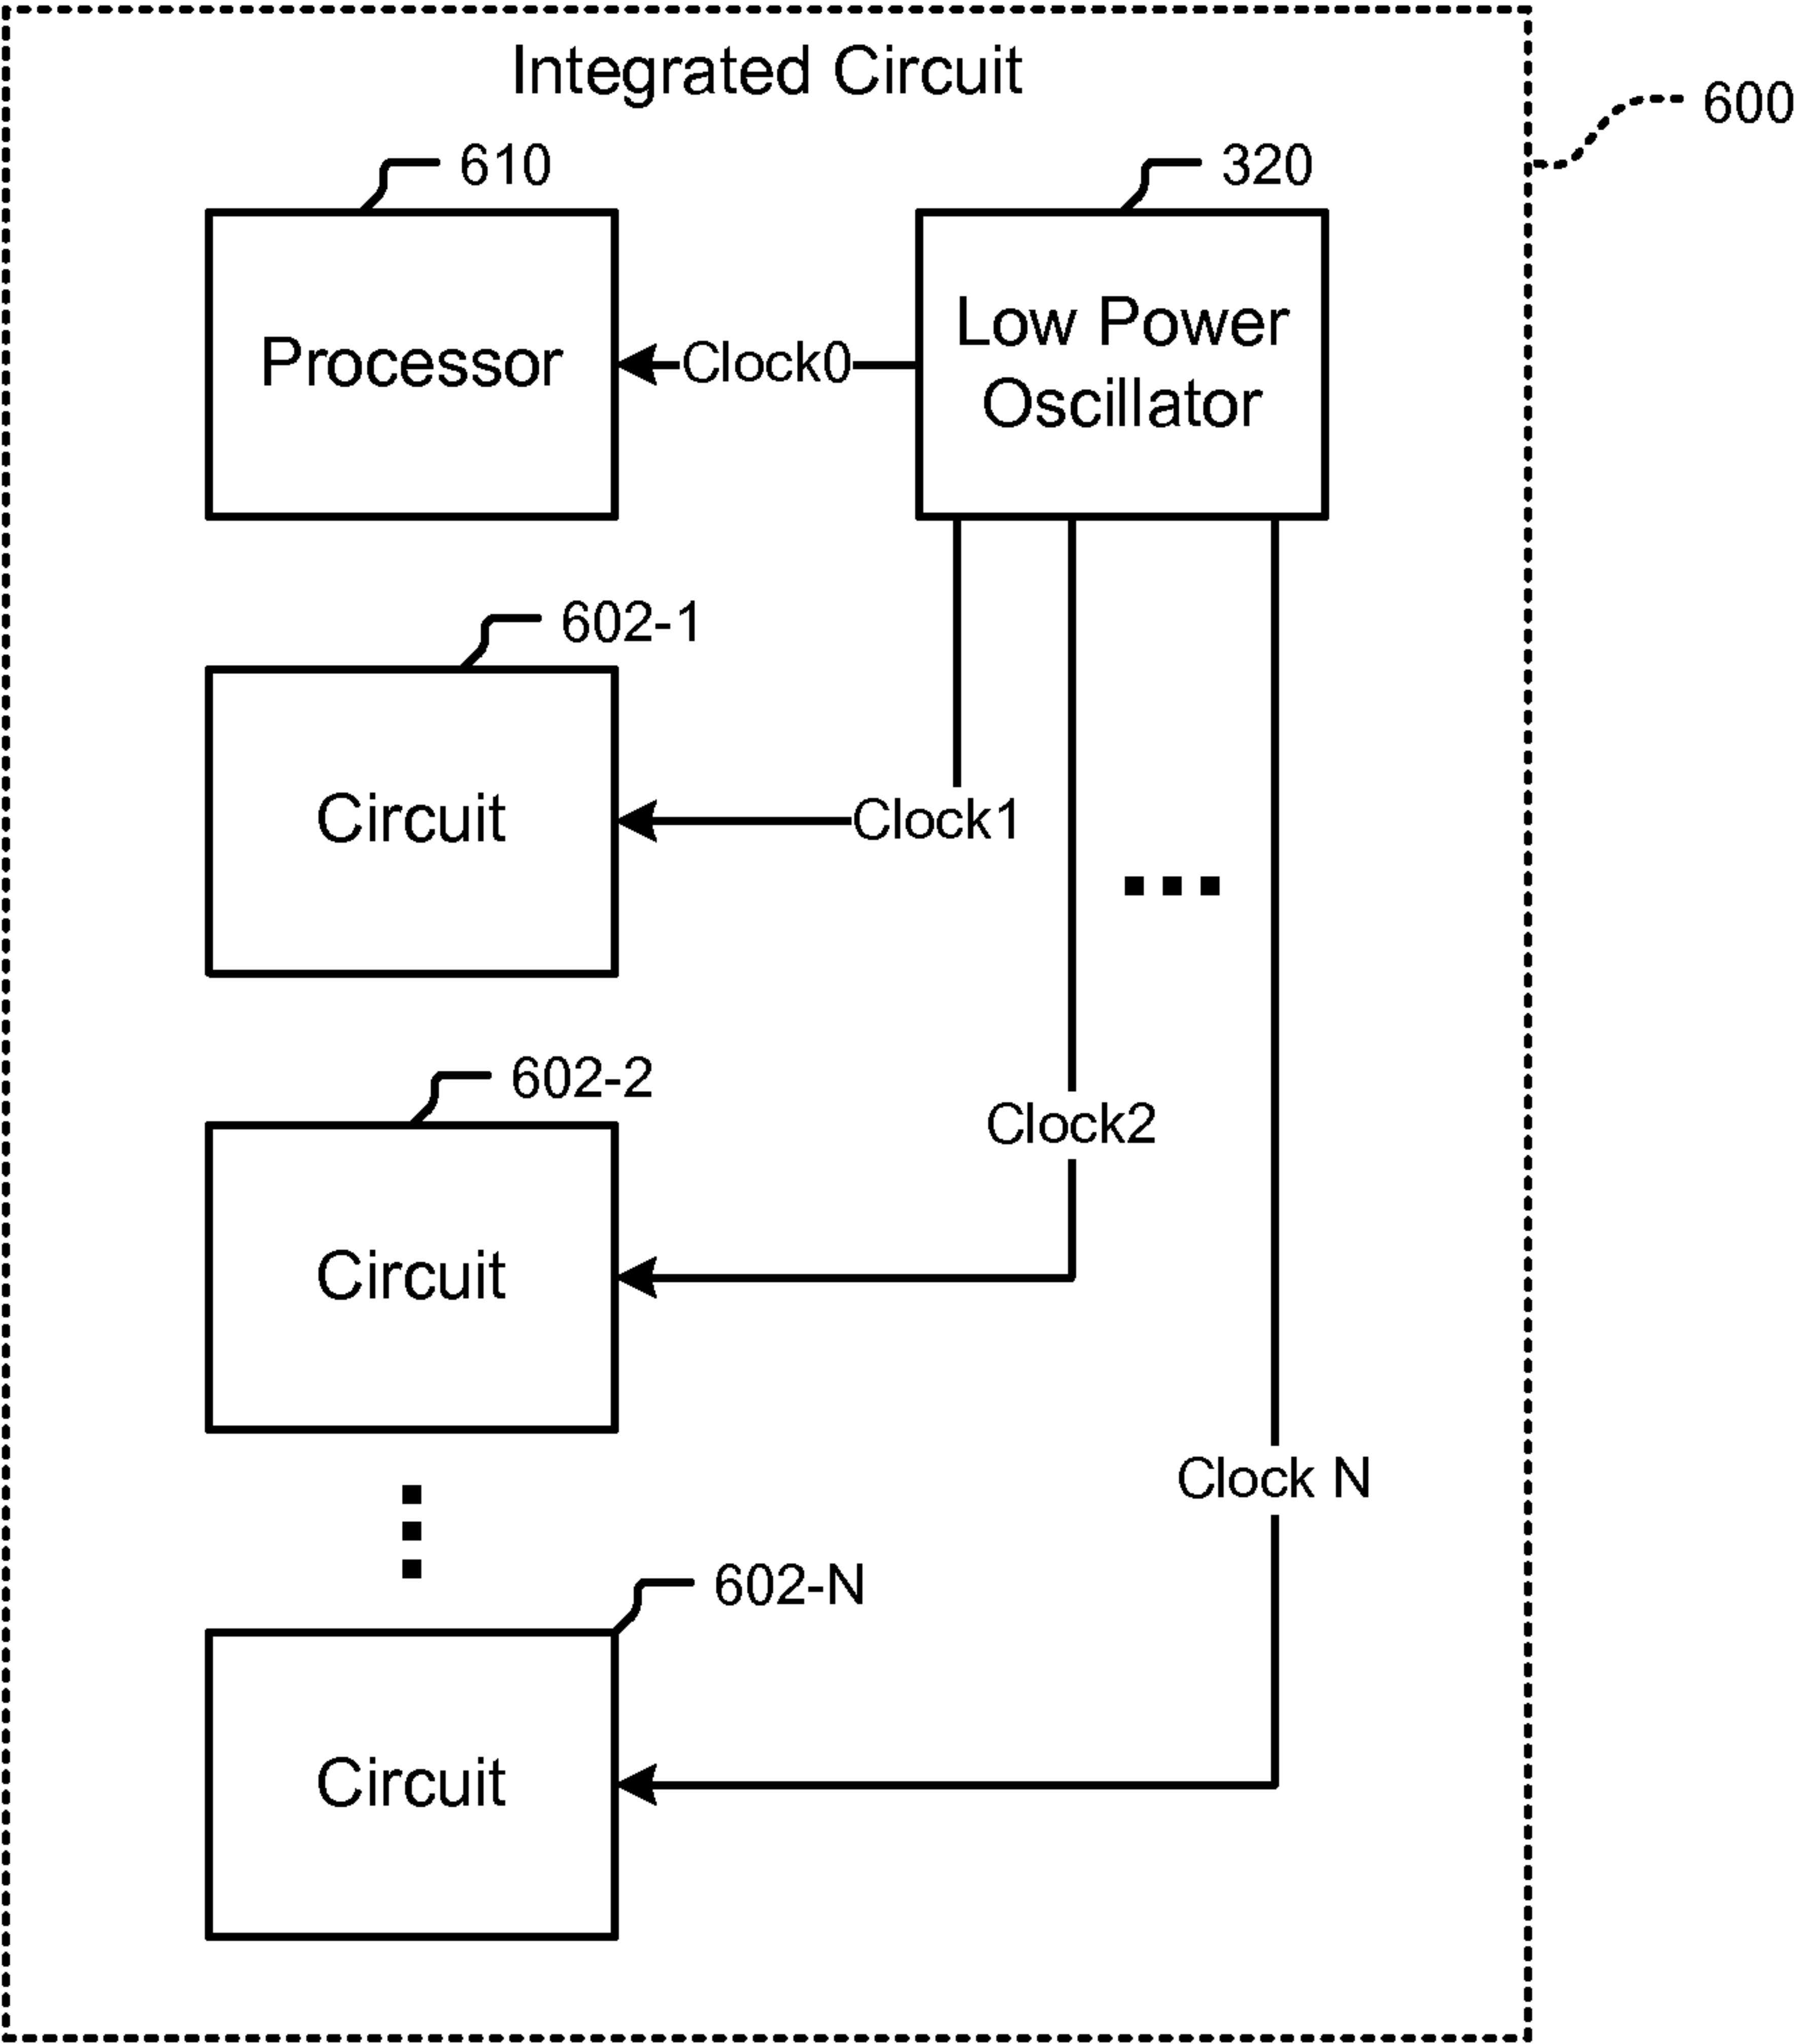 Integrated Circuit
600
610
320
Processor
Clock0
Low Power
Oscillator
602-1
Circuit
Clock1
602-2
Clock2
Circuit
Clock N
602-N
Circuit